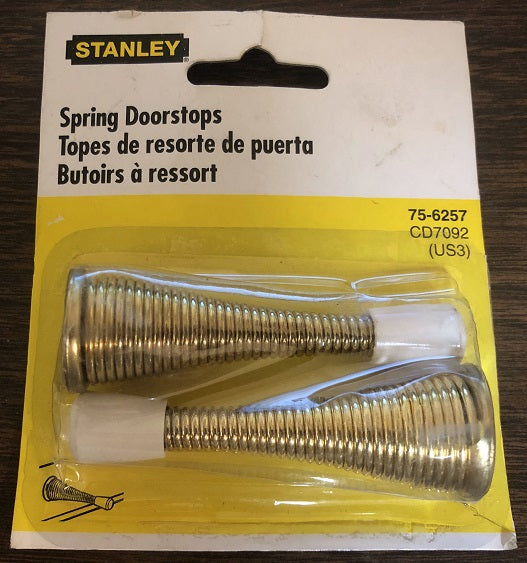 STANLEY
Spring Doorstops
Topes de resorte de puerta
Butoirs à ressort
75-6257
CD7092
(US3)